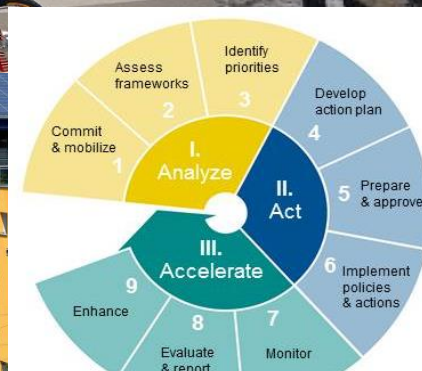 Commit
& mobilize
1
Assess
frameworks
2
Identify
priorities
3
I.
Analyze
Develop
action plan
4
5
Prepare
& approve
6
Implement
policies
& actions
II.
Act
III.
Accelerate
7
Monitor
8
Evaluate
& report
9
Enhance